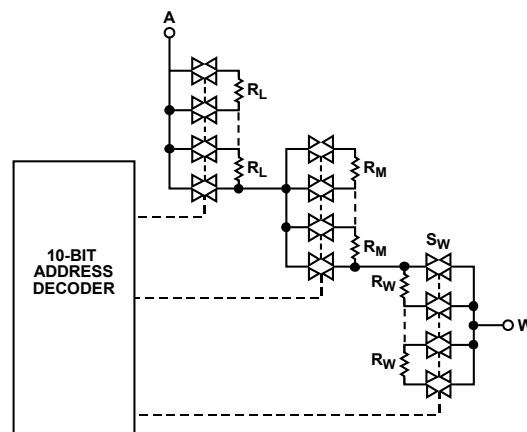 A
RL
RL
RM
RM
10-BIT
ADDRESS
DECODER
SW
RW
W
RW